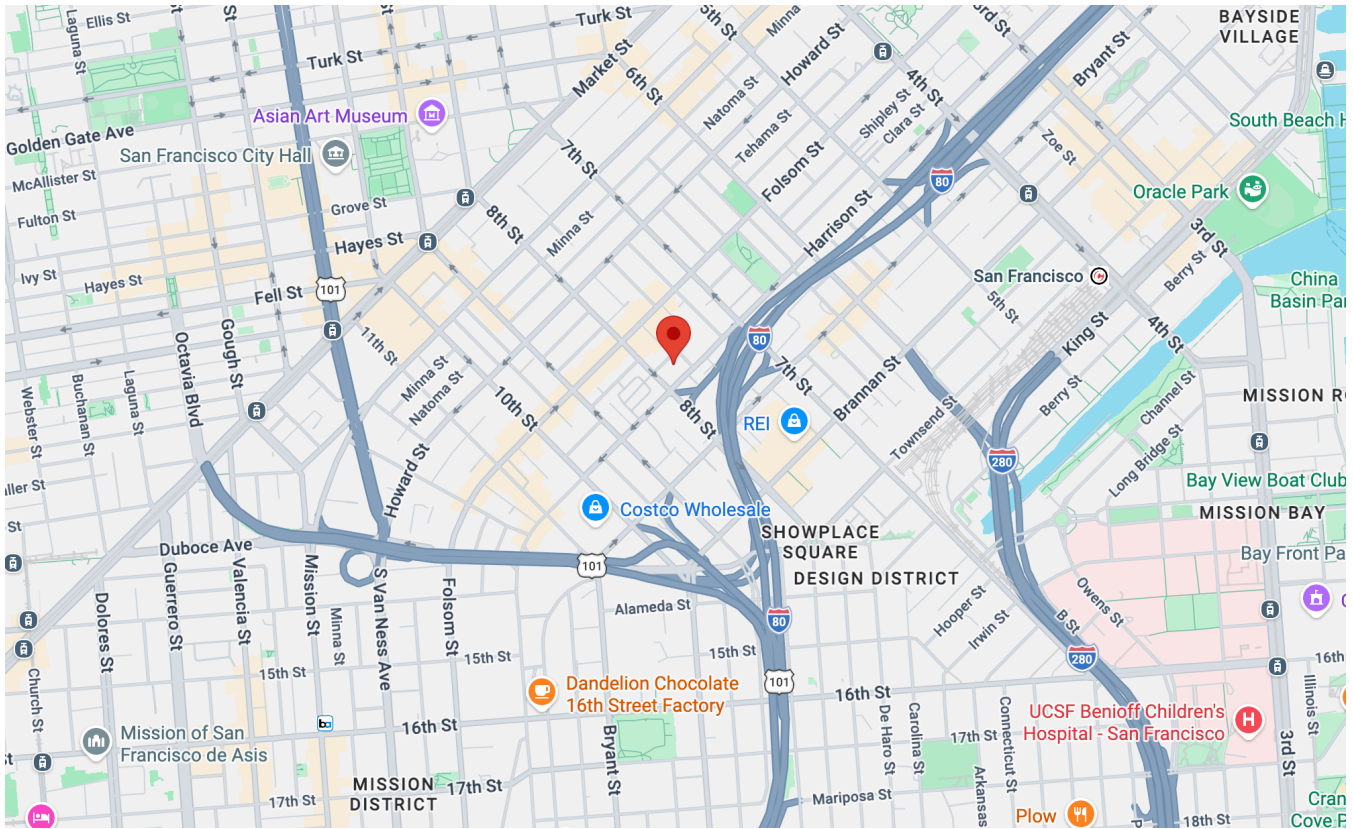 Ellis St
Laguna St
Turk St
Turk St
5th St
Minna St
Howard St
3rd St
4th St
Bryant St
BAYSIDE
VILLAGE
Market St
6th St
Natoma St
Tehama St
Shipley St
Clara St
Zoe St
South Beach H
Asian Art Museum
Golden Gate Ave
San Francisco City Hall
McAllister St
Fulton St
Grove St
Hayes St
7th St
8th St
Minna St
Folsom St
Harrison St
80
Oracle Park
3rd St
Berry St
Ivy St
Hayes St
Fell St
101
San Francisco
5th St
King St
4th St
China
Basin Par
Octavia Blvd
Gough St
11th St
Minna St
Natoma St
10th St
80
7th St
8th St
REI
Brannan St
Townsend St
Berry St
Channel St
Long Bridge St
MISSION RO
Webster St
Buchanan St
Laguna St
280
Bay View Boat Club
MISSION BAY
Bay Front Pa
aller St
St
Howard St
Costco Wholesale
SHOWPLACE
SQUARE
DESIGN DISTRICT
Duboce Ave
101
Guerrero St
Valencia St
Mission St
Minna St
S Van Ness Ave
Folsom St
Alameda St
80
Hooper St
Irwin St
Owens St
B St
280
Dolores St
Church St
15th St
15th St
15th St
101
16th St
16th
Illinois St
Dandelion Chocolate
16th Street Factory
Mission of San
Francisco de Asis
ba
16th St
Bryant St
De Haro St
Carolina St
Connecticut St
17th St
Arkansas
UCSF Benioff Children's
Hospital - San Francisco
H
3rd St
St
MISSION
DISTRICT
17th St
17th St
Mariposa St
Plow
P
18th St
Cran
Cove P